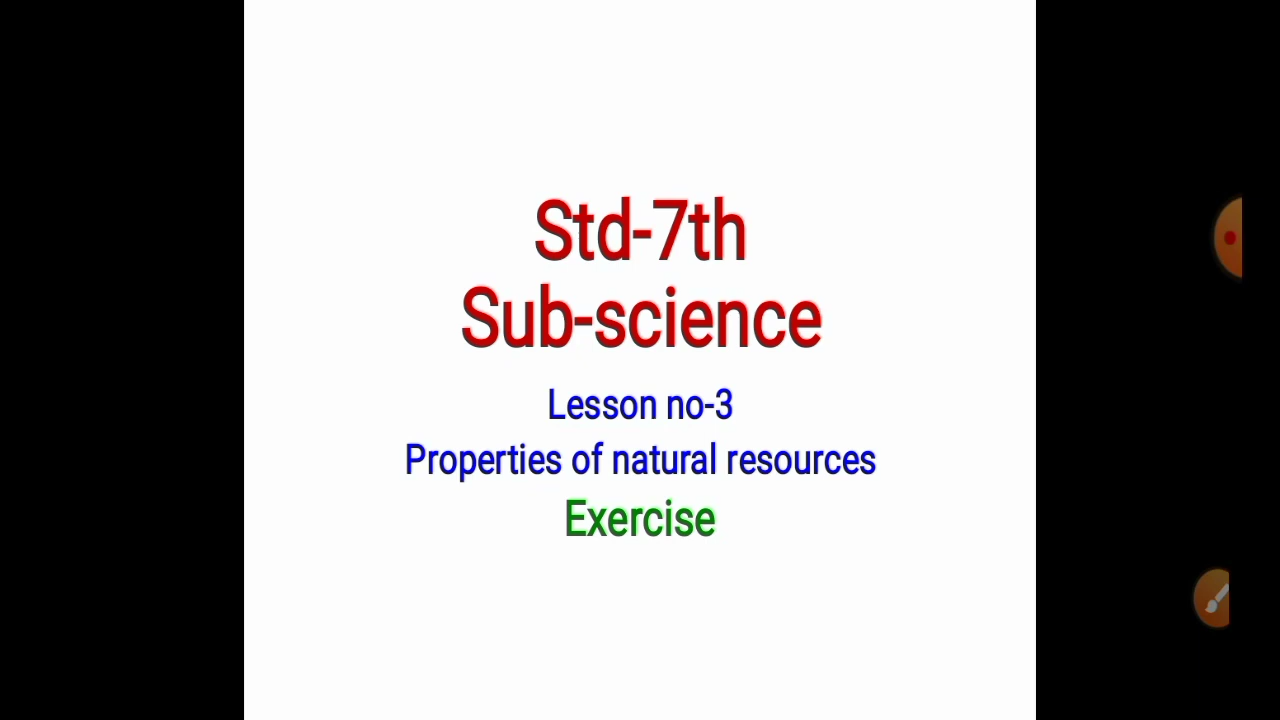 Std-7th
Sub-science
Lesson no-3
Properties of natural resources
Exercise